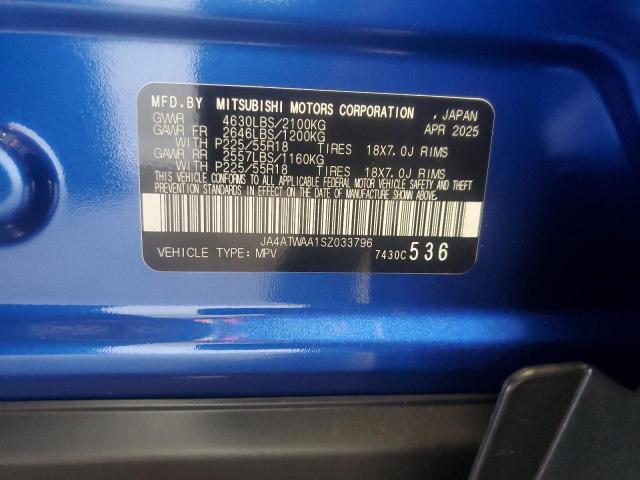 MFD.BY MITSUBISHI MOTORS CORPORATION , JAPAN
GVWR 4630LBS/2100KG APR 2025
GAWR FR 2646LBS/1200KG
WITH P225/55R18 TIRES 18X7.0J RIMS
GAWR RR 2557LBS/1160KG
WITH P225/55R18 TIRES 18X7.0J RIMS
THIS VEHICLE CONFORMS TO ALL APPLICABLE FEDERAL MOTOR VEHICLE SAFETY AND THEFT
PREVENTION STANDARDS IN EFFECT ON THE DATE OF MANUFACTURE SHOWN ABOVE.
JA4ATWAA1SZ033796
VEHICLE TYPE: MPV 7430C 536